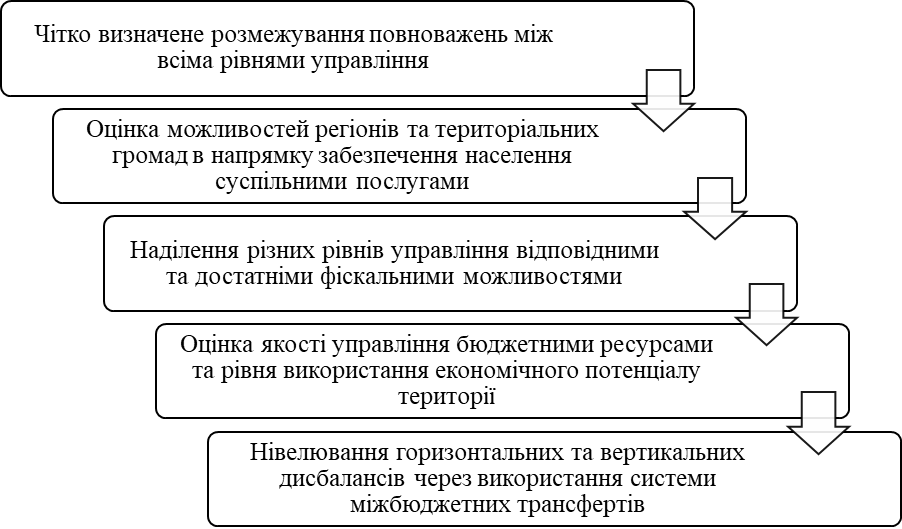 Чітко визначене розмежування повноважень між
всіма рівнями управління
Оцінка можливостей регіонів та територіальних
громад в напрямку забезпечення населення
суспільними послугами
Наділення різних рівнів управління відповідними
та достатніми фіскальними можливостями
Оцінка якості управління бюджетними ресурсами
та рівня використання економічного потенціалу
території
Нівелювання горизонтальних та вертикальних
дисбалансів через використання системи
міжбюджетних трансфертів